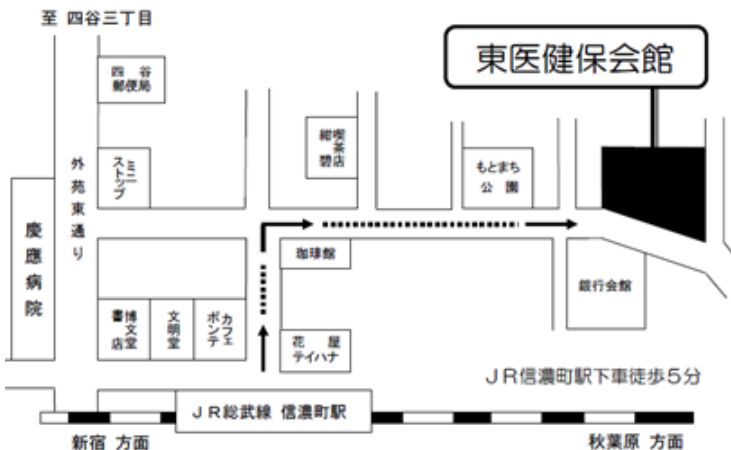 至 四谷三丁目
東医健保会館
四谷
郵便局
紺碧
喫茶店
ミニ
ストップ
もとまち
公園
外苑東通り
慶應病院
珈琲館
銀行会館
博文堂
書店
文明堂
カフェ
ポンテ
花屋
テイハナ
JR信濃町駅下車徒歩5分
JR総武線 信濃町駅
新宿 方面
秋葉原 方面